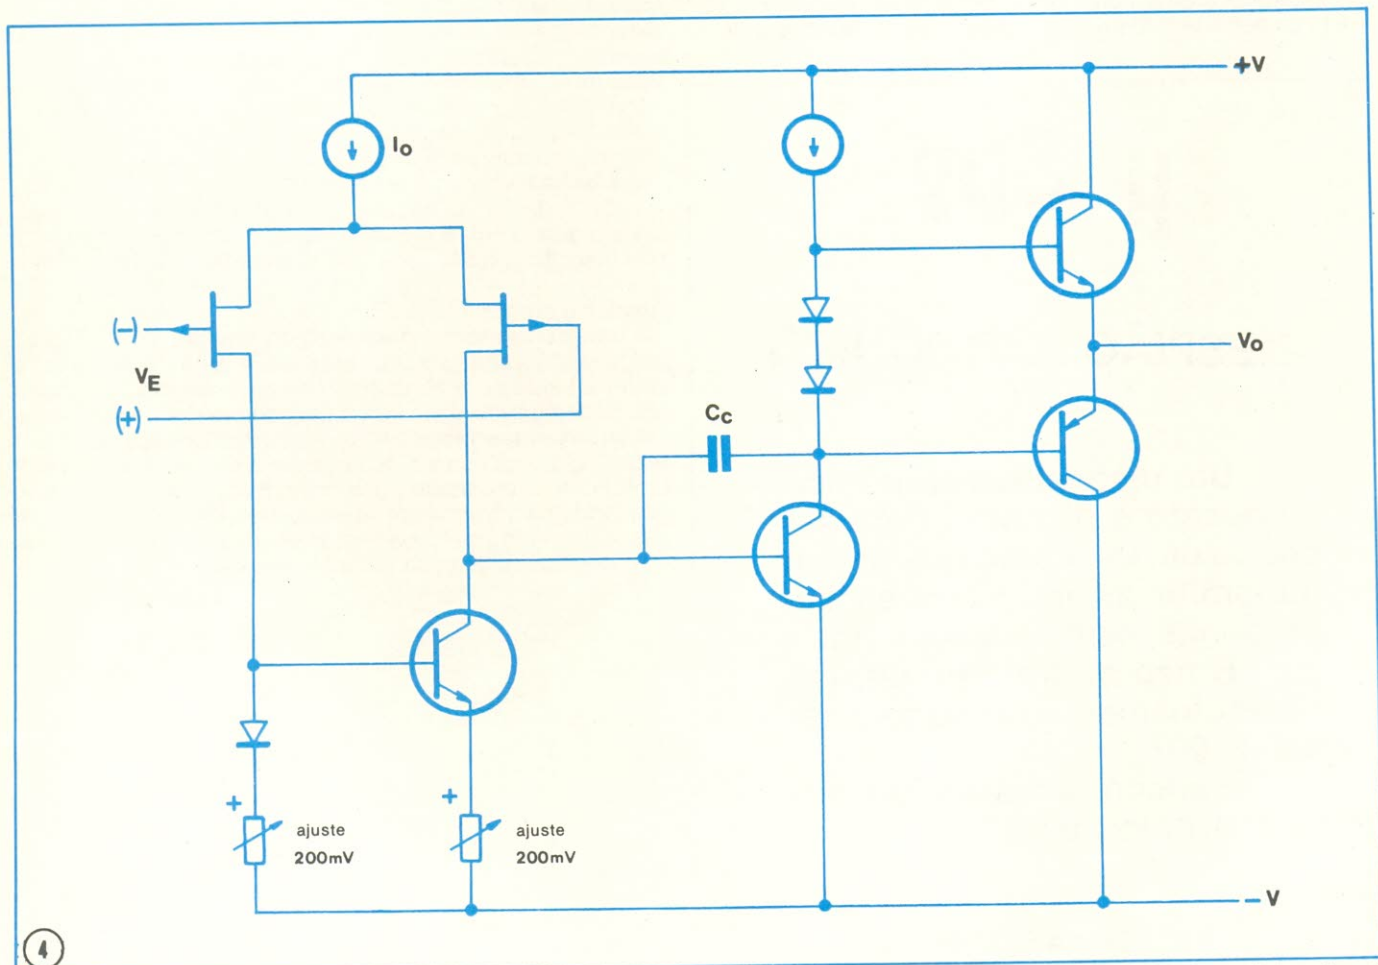 +V
Io
(-)
VE
(+)
Vo
Cc
+
ajuste
200mV
+
ajuste
200mV
- V
4